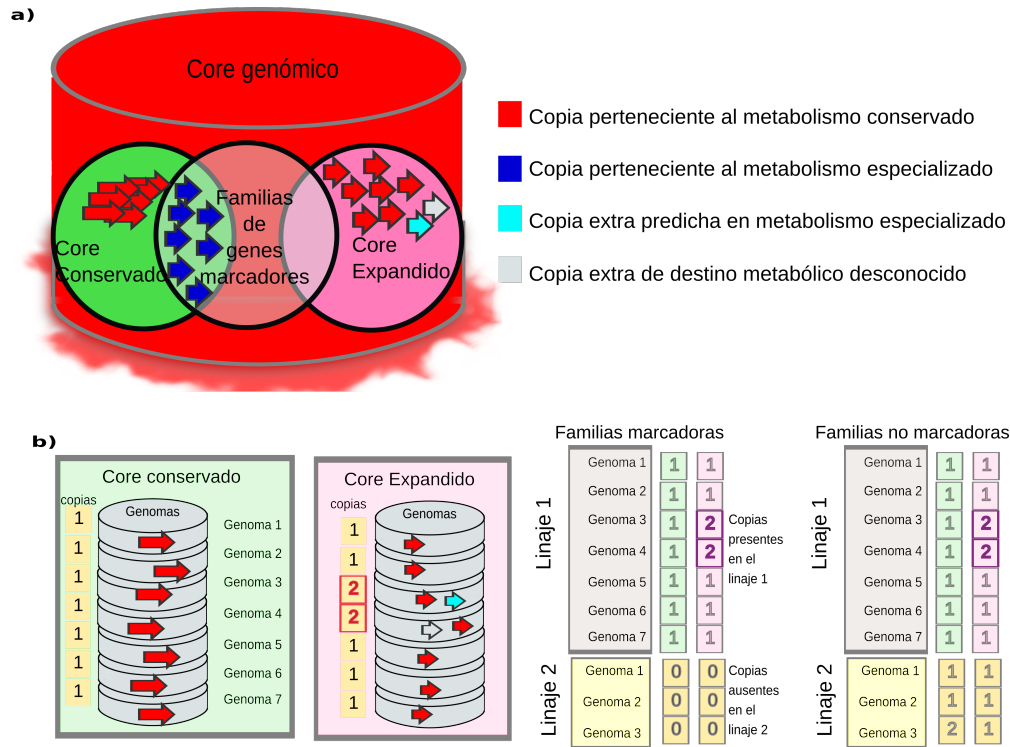 a)
Core genómico
Core
Conservado
Familias
de
genes
marcadores
Core
Expandido
Copia perteneciente al metabolismo conservado
Copia perteneciente al metabolismo especializado
Copia extra predicha en metabolismo especializado
Copia extra de destino metabólico desconocido
b)
Core conservado
copias
Genomas
1 Genoma 1
1 Genoma 2
1 Genoma 3
1 Genoma 4
1 Genoma 5
1 Genoma 6
1 Genoma 7
Core Expandido
copias
Genomas
1
1
2
2
1
1
1
Familias marcadoras
Linaje 1
Genoma 1 1 1
Genoma 2 1 1
Genoma 3 1 2
Genoma 4 1 2
Genoma 5 1 1
Genoma 6 1 1
Genoma 7 1 1
Copias
presentes
en el
linaje 1
Linaje 2
Genoma 1 0 0
Genoma 2 0 0
Genoma 3 0 0
Copias
ausentes
en el
linaje 2
Familias no marcadoras
Linaje 1
Genoma 1 1 1
Genoma 2 1 1
Genoma 3 1 2
Genoma 4 1 2
Genoma 5 1 1
Genoma 6 1 1
Genoma 7 1 1
Linaje 2
Genoma 1 1 1
Genoma 2 1 1
Genoma 3 2 1